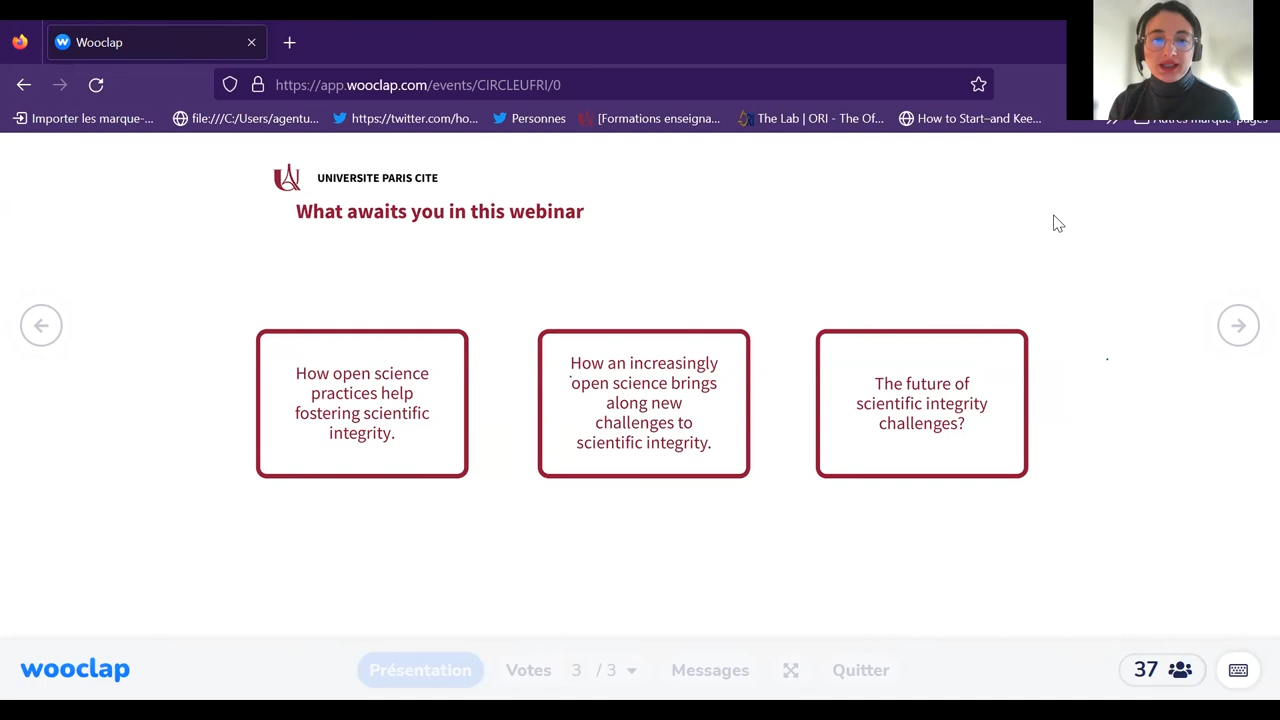 Wooclap
https://app.wooclap.com/events/CIRCLEUFRI/0
Importer les marque-... file:///C:/Users/agentu... https://twitter.com/ho... Personnes [Formations enseigna... The Lab | ORI - The Of... How to Start–and Kee... Autres marque-pages
UNIVERSITE PARIS CITE
What awaits you in this webinar
How open science
practices help
fostering scientific
integrity.
How an increasingly
open science brings
along new
challenges to
scientific integrity.
The future of
scientific integrity
challenges?
wooclap Présentation Votes 3 / 3 Messages Quitter 37